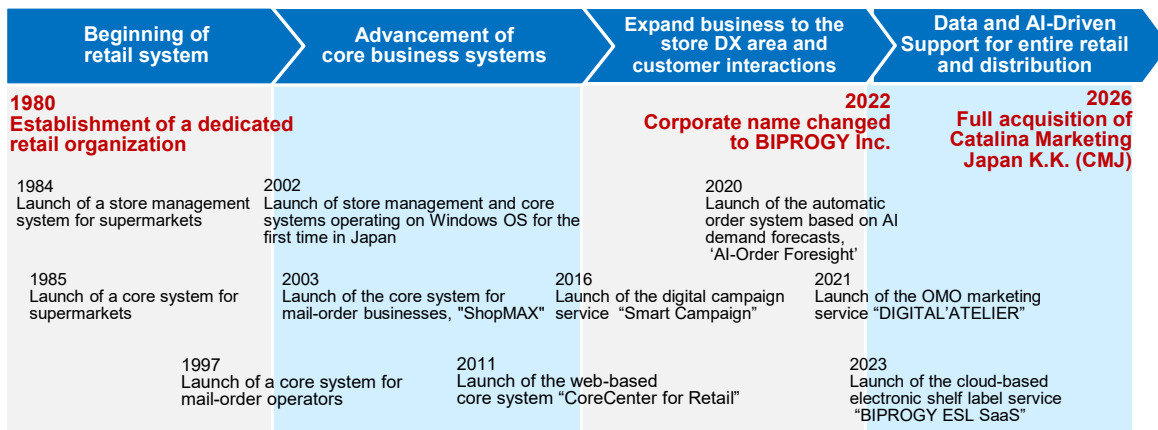 Beginning of
retail system
Advancement of
core business systems
Expand business to the
store DX area and
customer interactions
Data and AI-Driven
Support for entire retail
and distribution
1980
Establishment of a dedicated
retail organization
2022
Corporate name changed
to BIPROGY Inc.
2026
Full acquisition of
Catalina Marketing
Japan K.K. (CMJ)
1984
Launch of a store management
system for supermarkets
2002
Launch of store management and core
systems operating on Windows OS for the
first time in Japan
2020
Launch of the automatic
order system based on AI
demand forecasts,
‘AI-Order Foresight’
1985
Launch of a core system for
supermarkets
2003
Launch of the core system for
mail-order businesses, "ShopMAX"
2016
Launch of the digital campaign
service “Smart Campaign”
2021
Launch of the OMO marketing
service “DIGITAL’ATELIER”
1997
Launch of a core system for
mail-order operators
2011
Launch of the web-based
core system “CoreCenter for Retail”
2023
Launch of the cloud-based
electronic shelf label service
“BIPROGY ESL SaaS”